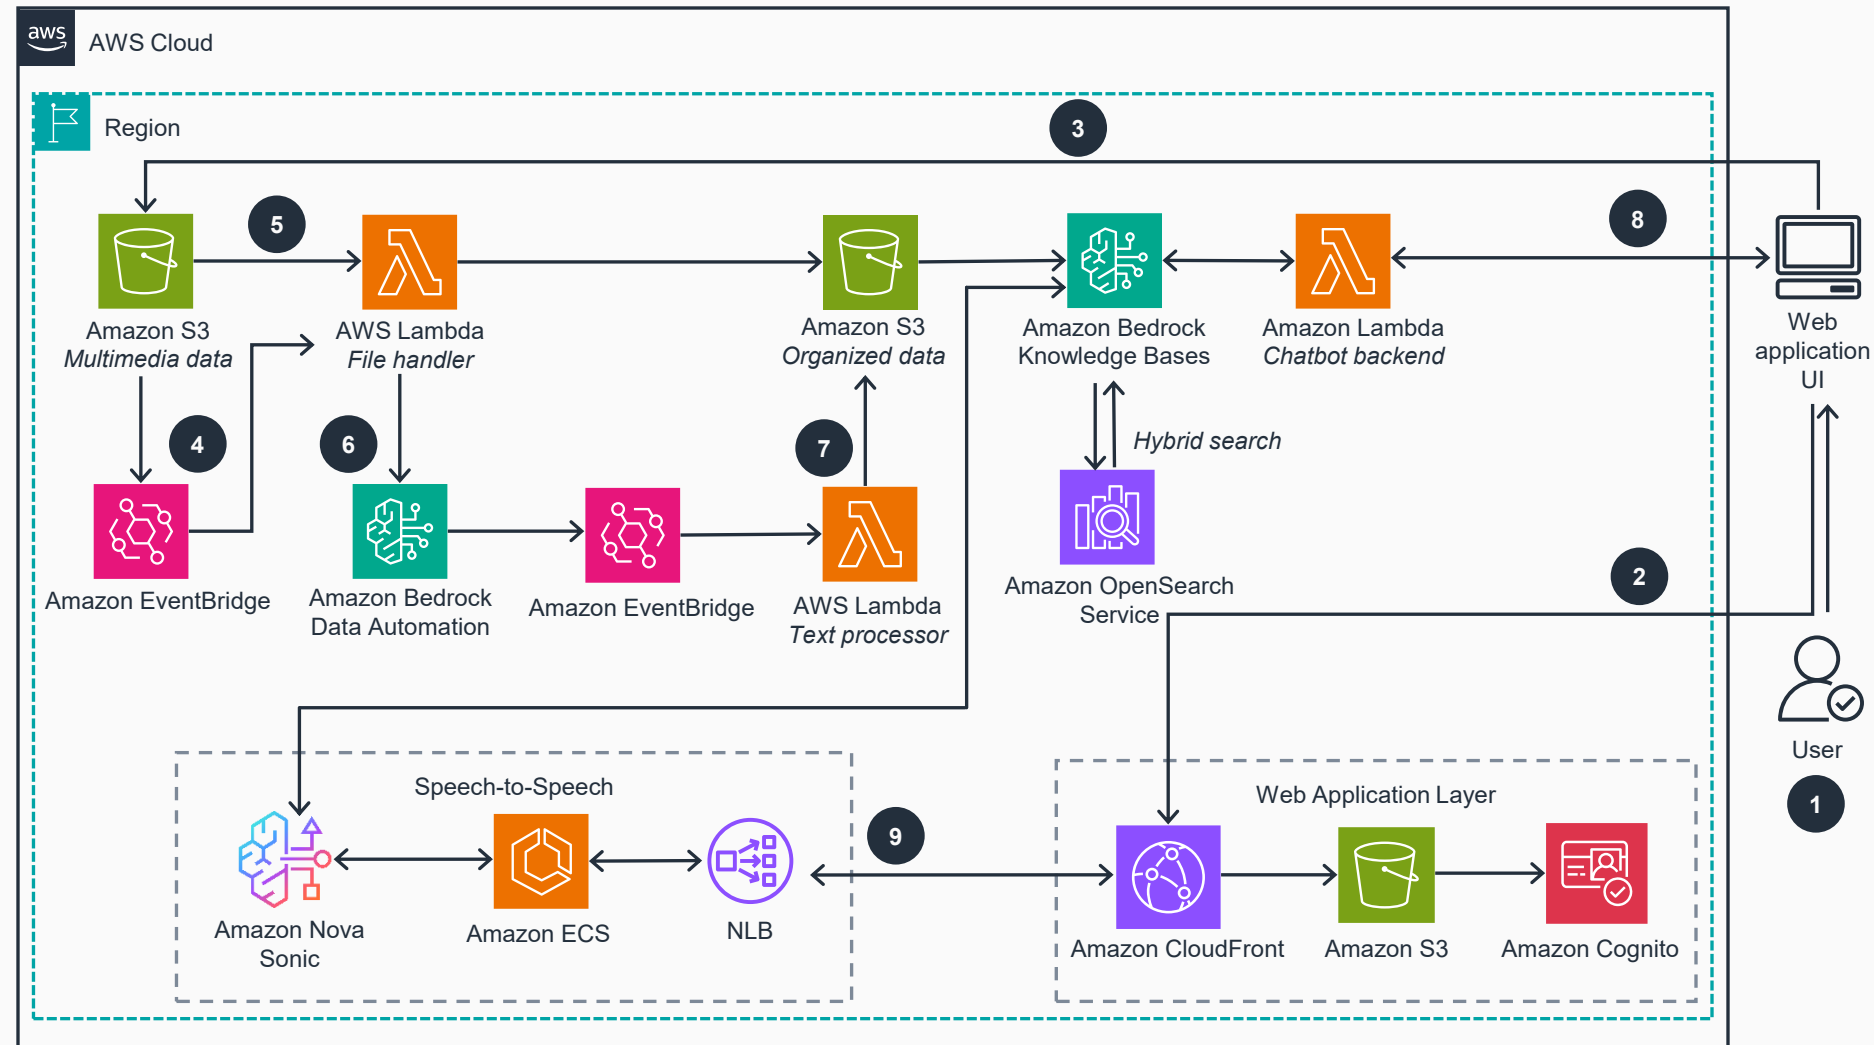 aws
AWS Cloud
Region
3
5
8
Amazon S3
Multimedia data
AWS Lambda
File handler
Amazon S3
Organized data
Amazon Bedrock
Knowledge Bases
Amazon Lambda
Chatbot backend
Web
application
UI
4
6
7
Hybrid search
Amazon EventBridge
Amazon Bedrock
Data Automation
Amazon EventBridge
AWS Lambda
Text processor
Amazon OpenSearch
Service
2
User
1
Speech-to-Speech
Amazon Nova
Sonic
Amazon ECS
NLB
9
Web Application Layer
Amazon CloudFront
Amazon S3
Amazon Cognito